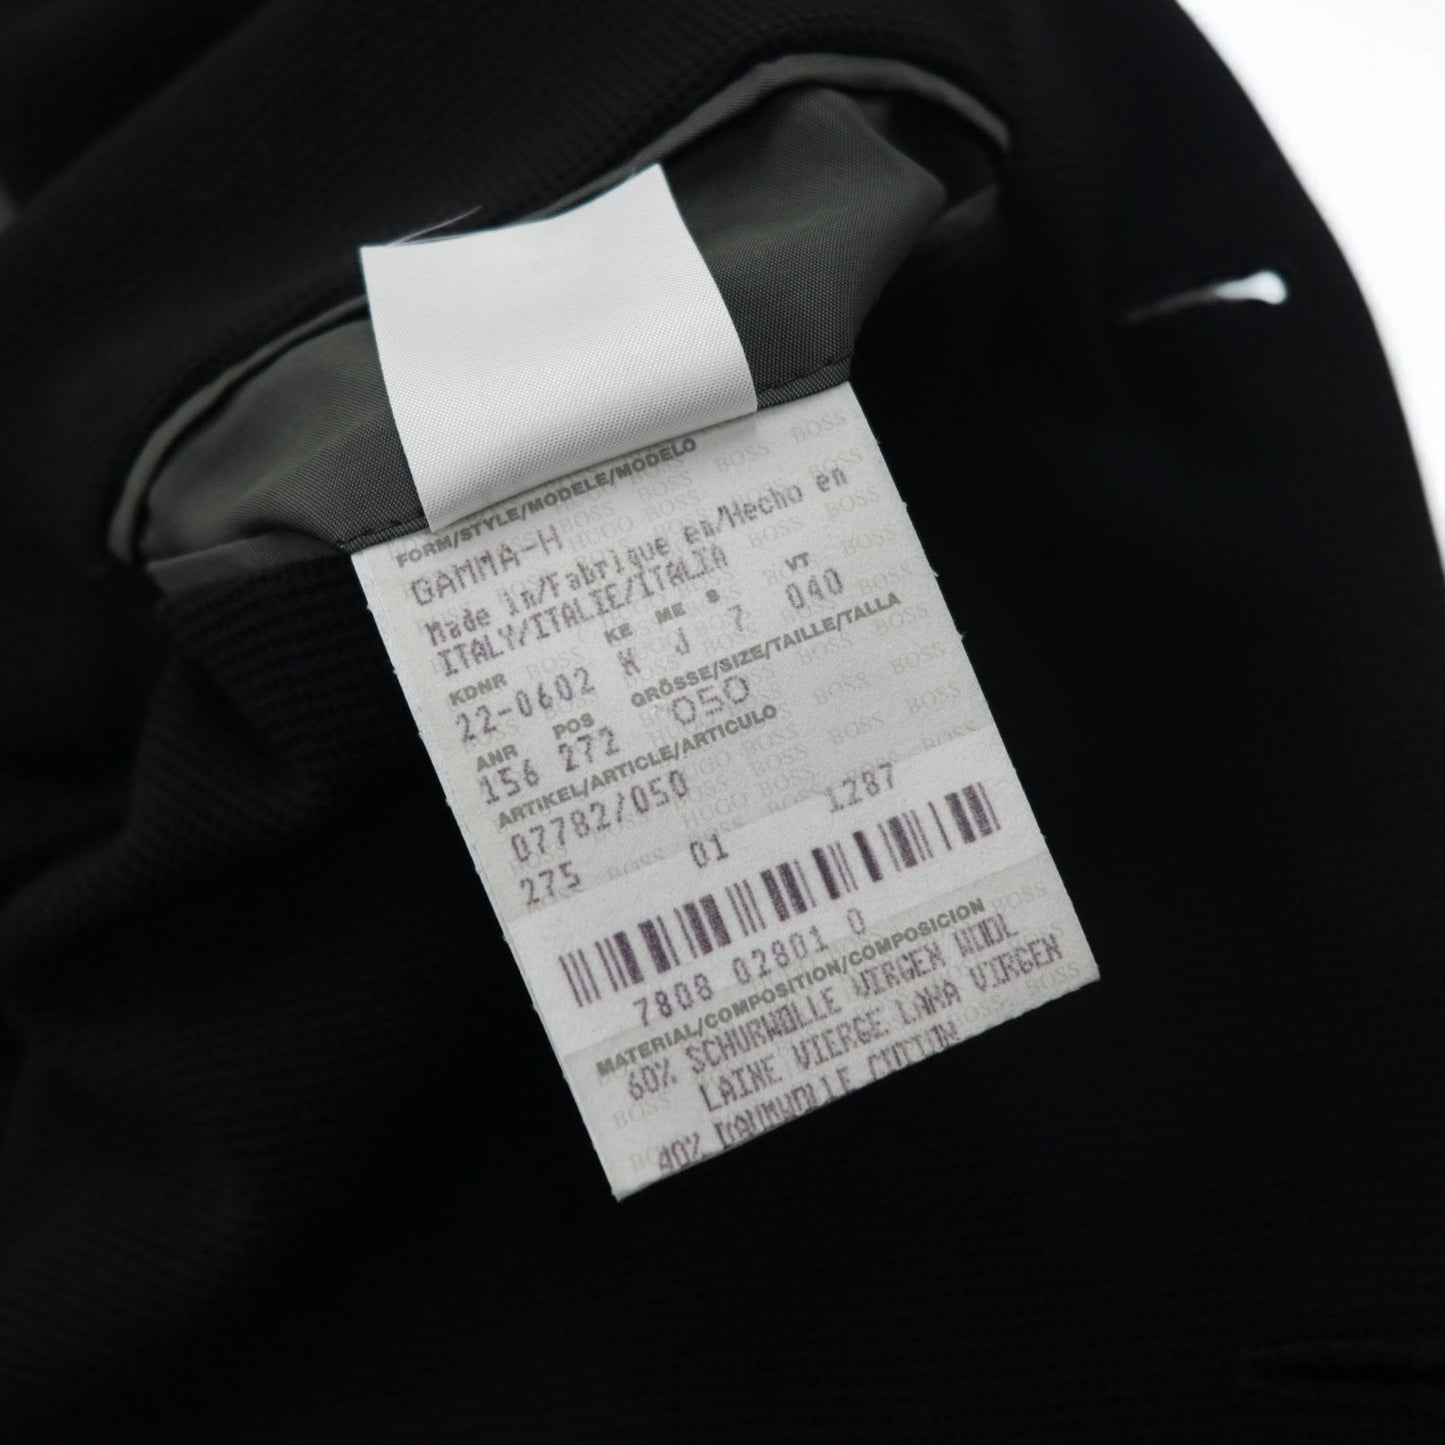 FORM/STYLE/MODELE/MODELO
GAMMA-H
Made in/Fabrique en/Hecho en
ITALY/ITALIE/ITALIA
KDNR KE ME S VT
22-0602 J 7 040
ANR POS GRÖSSE/SIZE/TAILLE/TALLA
156 272 050
ARTIKEL/ARTICLE/ARTICULO
07782/050 1287
275 01
7808 02801 0
MATERIAL/COMPOSITION/COMPOSICION
60% SCHURWOLLE VIRGEN WOOL
LAINE VIERGE LANA VIRGEN
40% BAUMWOLLE COTTON